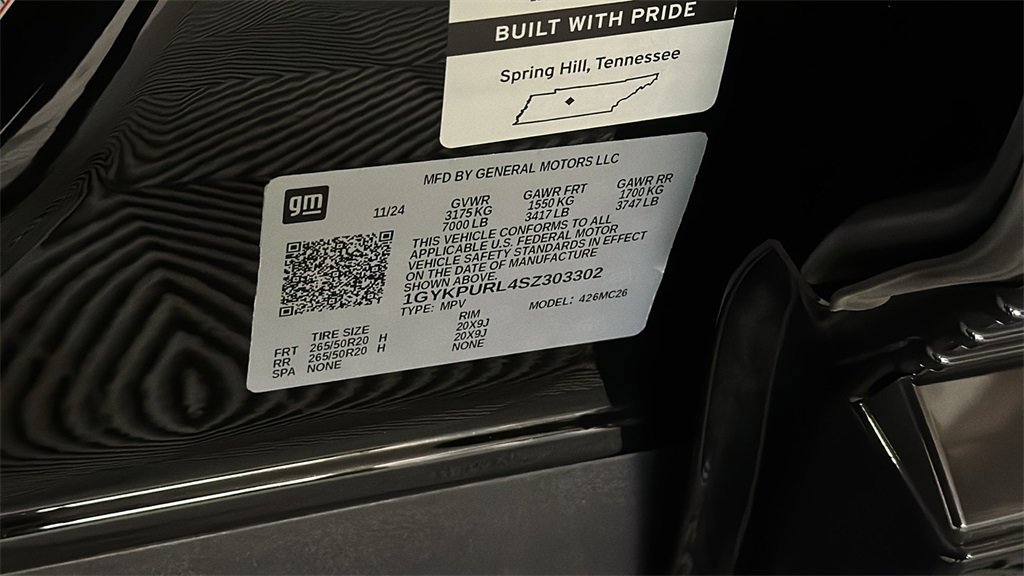 BUILT WITH PRIDE
Spring Hill, Tennessee
MFD BY GENERAL MOTORS LLC
gm
11/24
GVWR GAWR FRT GAWR RR
3175 KG 1550 KG 1700 KG
7000 LB 3417 LB 3747 LB
THIS VEHICLE CONFORMS TO ALL
APPLICABLE U.S. FEDERAL MOTOR
VEHICLE SAFETY STANDARDS IN EFFECT
ON THE DATE OF MANUFACTURE
SHOWN ABOVE
1GYKPURL4SZ303302
TYPE: MPV MODEL: 426MC26
TIRE SIZE RIM
FRT 265/50R20 H 20X9J
RR 265/50R20 H 20X9J
SPA NONE NONE